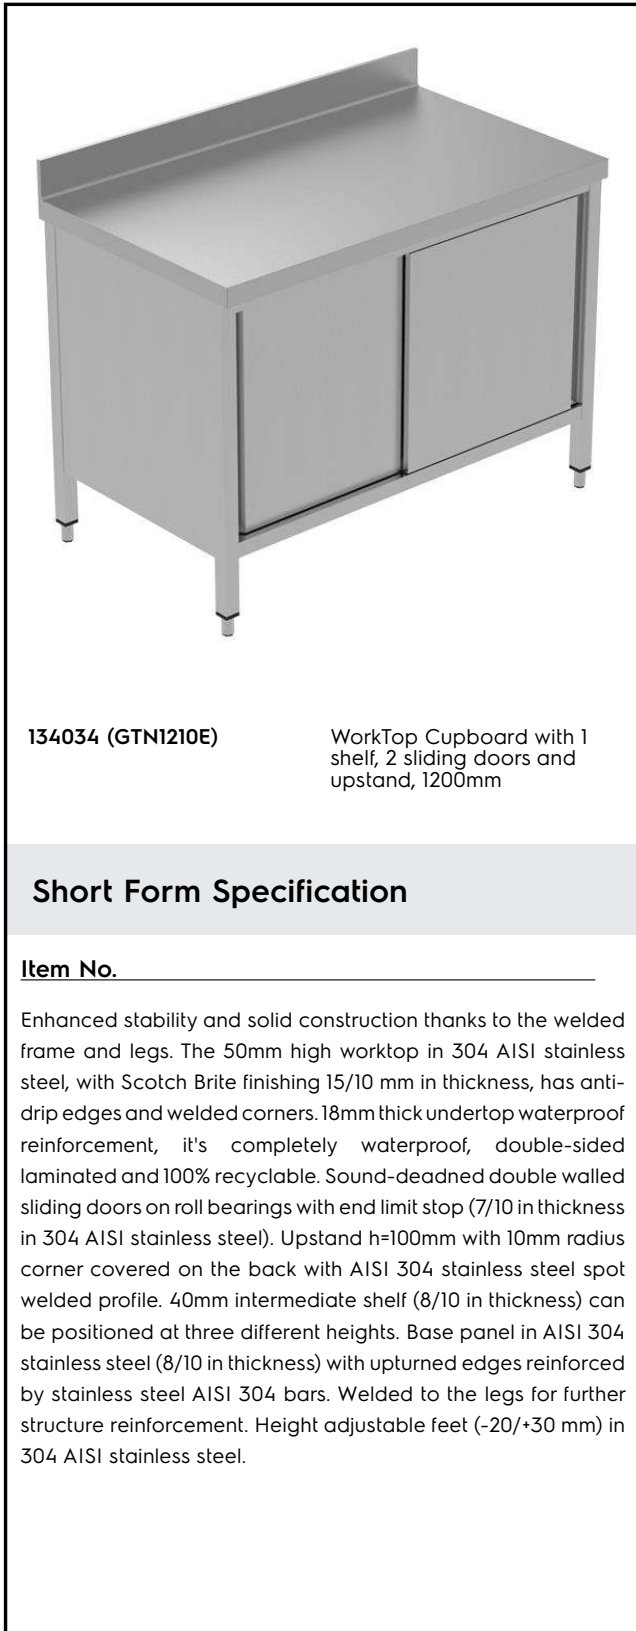 134034 (GTN1210E)
WorkTop Cupboard with 1
shelf, 2 sliding doors and
upstand, 1200mm
Short Form Specification
Item No.
Enhanced stability and solid construction thanks to the welded
frame and legs. The 50mm high worktop in 304 AISI stainless
steel, with Scotch Brite finishing 15/10 mm in thickness, has anti-
drip edges and welded corners. 18mm thick undertop waterproof
reinforcement, it's completely waterproof, double-sided
laminated and 100% recyclable. Sound-deadned double walled
sliding doors on roll bearings with end limit stop (7/10 in thickness
in 304 AISI stainless steel). Upstand h=100mm with 10mm radius
corner covered on the back with AISI 304 stainless steel spot
welded profile. 40mm intermediate shelf (8/10 in thickness) can
be positioned at three different heights. Base panel in AISI 304
stainless steel (8/10 in thickness) with upturned edges reinforced
by stainless steel AISI 304 bars. Welded to the legs for further
structure reinforcement. Height adjustable feet (-20/+30 mm) in
304 AISI stainless steel.